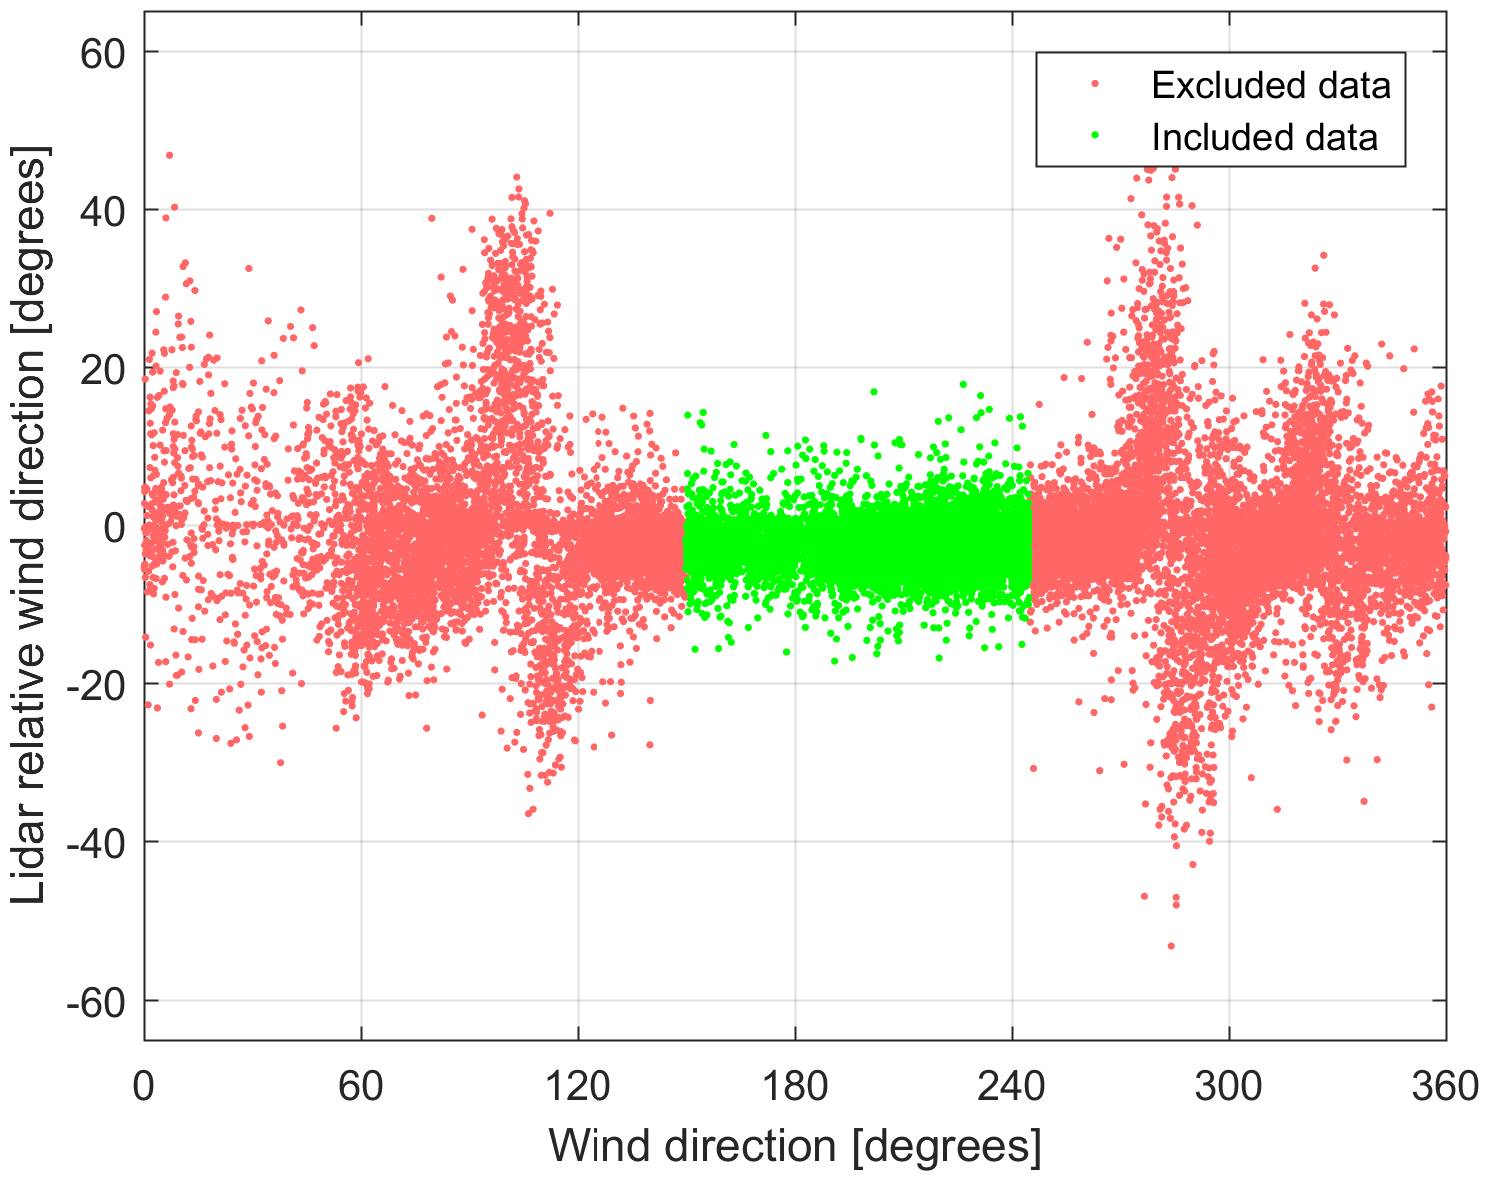 Lidar relative wind direction [degrees]
60
40
20
0
-20
-40
-60
Excluded data
Included data
0 60 120 180 240 300 360
Wind direction [degrees]